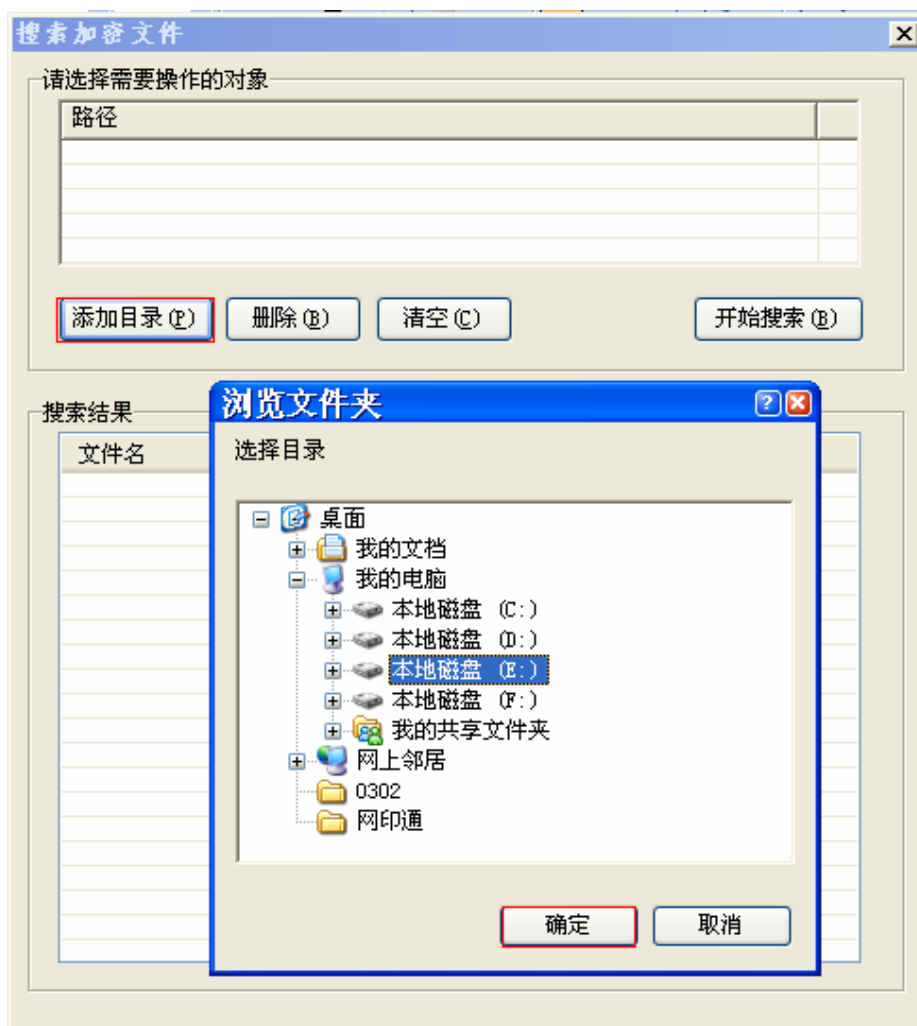 搜索加密文件
请选择需要操作的对象
路径
添加目录(P) 删除(B) 清空(C) 开始搜索(B)
搜索结果
文件名
浏览文件夹
选择目录
桌面
我的文档
我的电脑
本地磁盘 (C:)
本地磁盘 (D:)
本地磁盘 (E:)
本地磁盘 (F:)
我的共享文件夹
网上邻居
0302
网印通
确定 取消